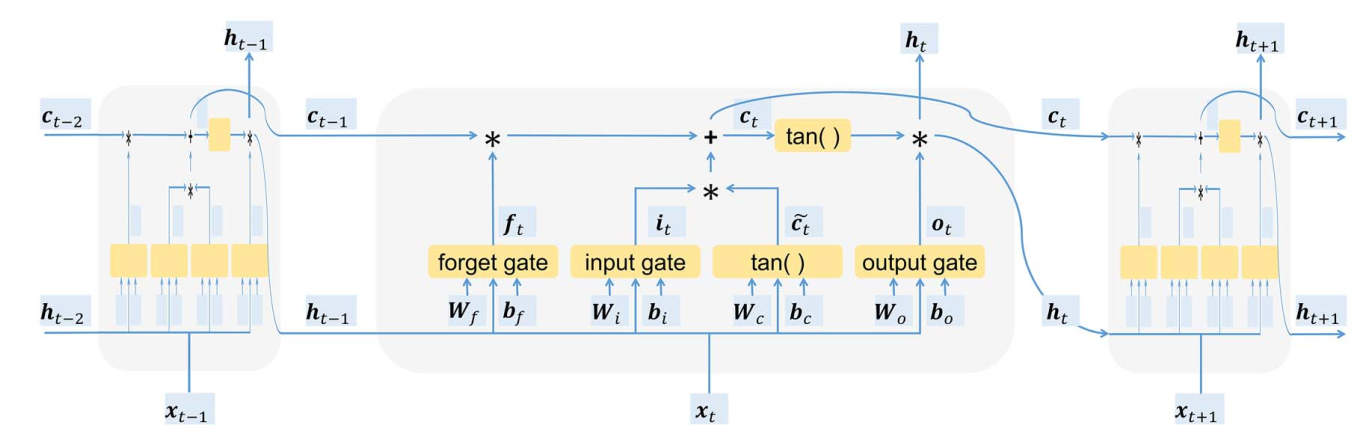 h_{t−1} h_t h_{t+1}
c_{t−2} c_{t−1} c_t c_t c_{t+1}
* + * * + tan( ) * * + *
* * *
f_t i_t c̃_t o_t
forget gate input gate tan( ) output gate
h_{t−2} h_{t−1} W_f b_f W_i b_i W_c b_c W_o b_o h_t h_{t+1}
x_{t−1} x_t x_{t+1}